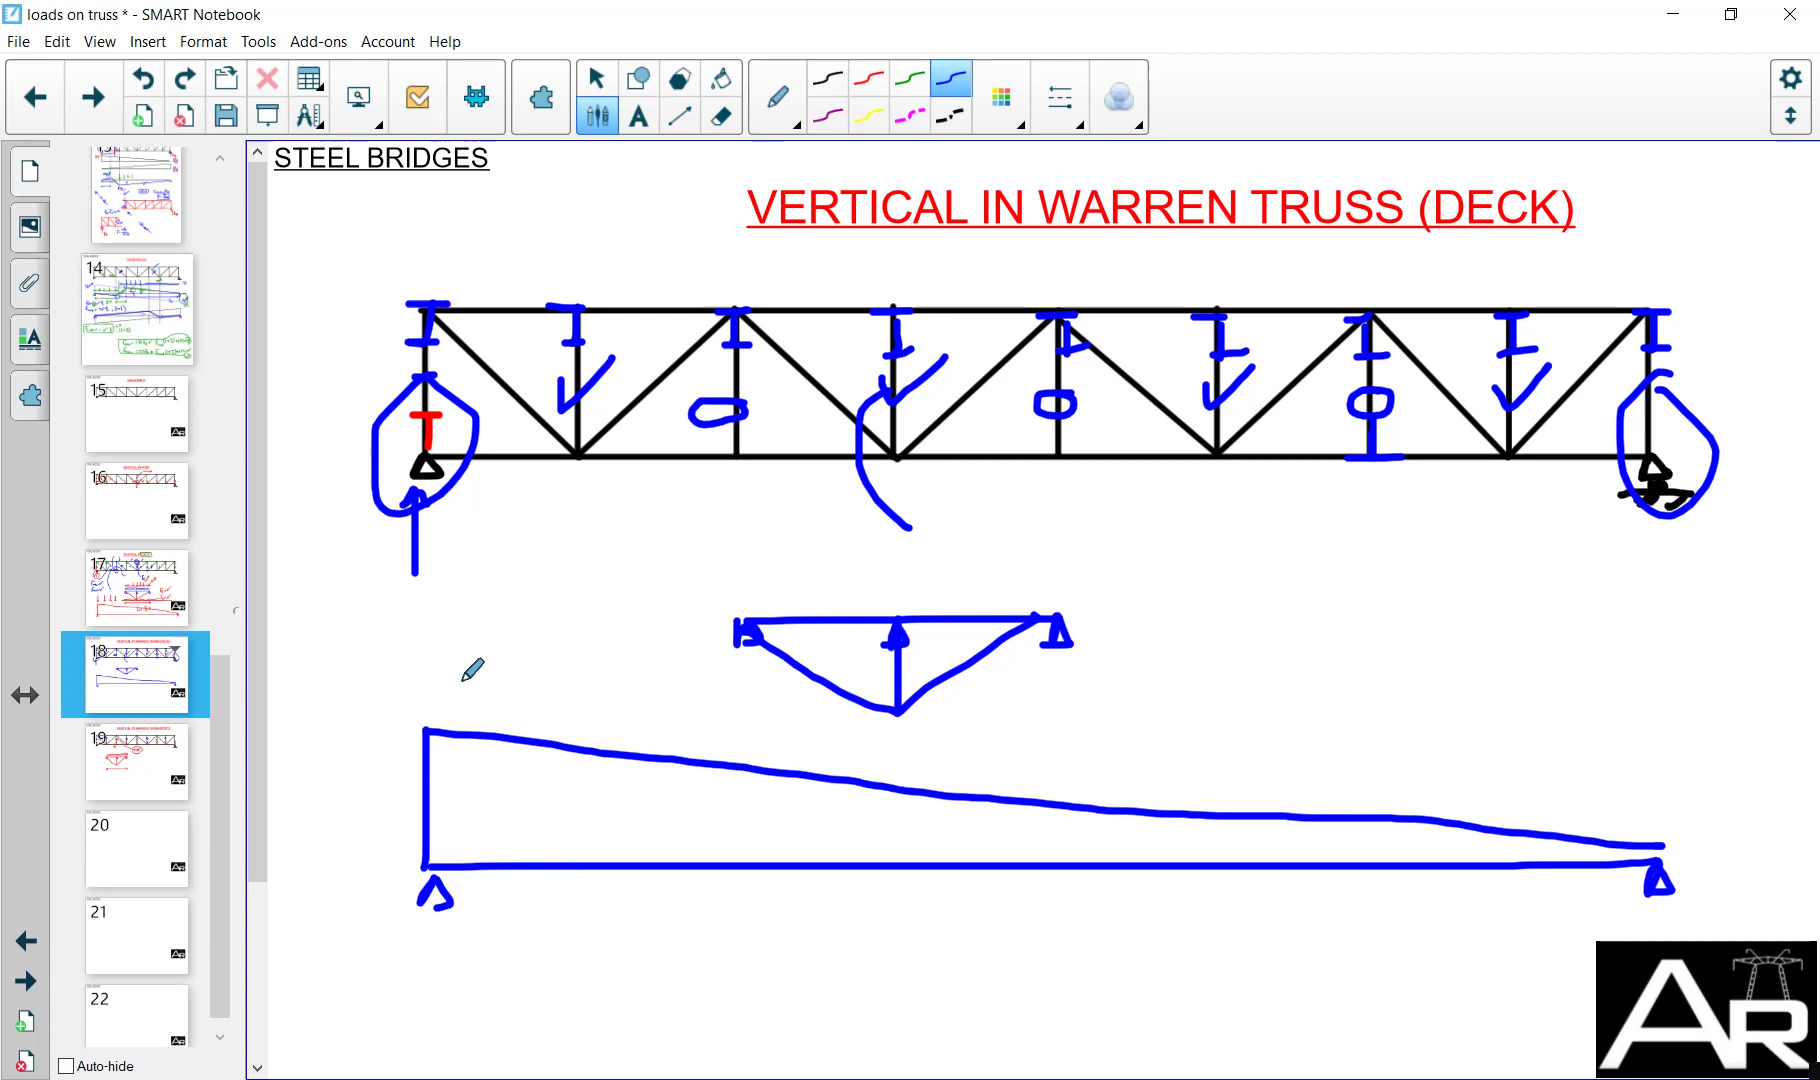 loads on truss * - SMART Notebook
File Edit View Insert Format Tools Add-ons Account Help
STEEL BRIDGES
VERTICAL IN WARREN TRUSS (DECK)
14
15
16
17
18
19
20
21
22
Auto-hide
AR